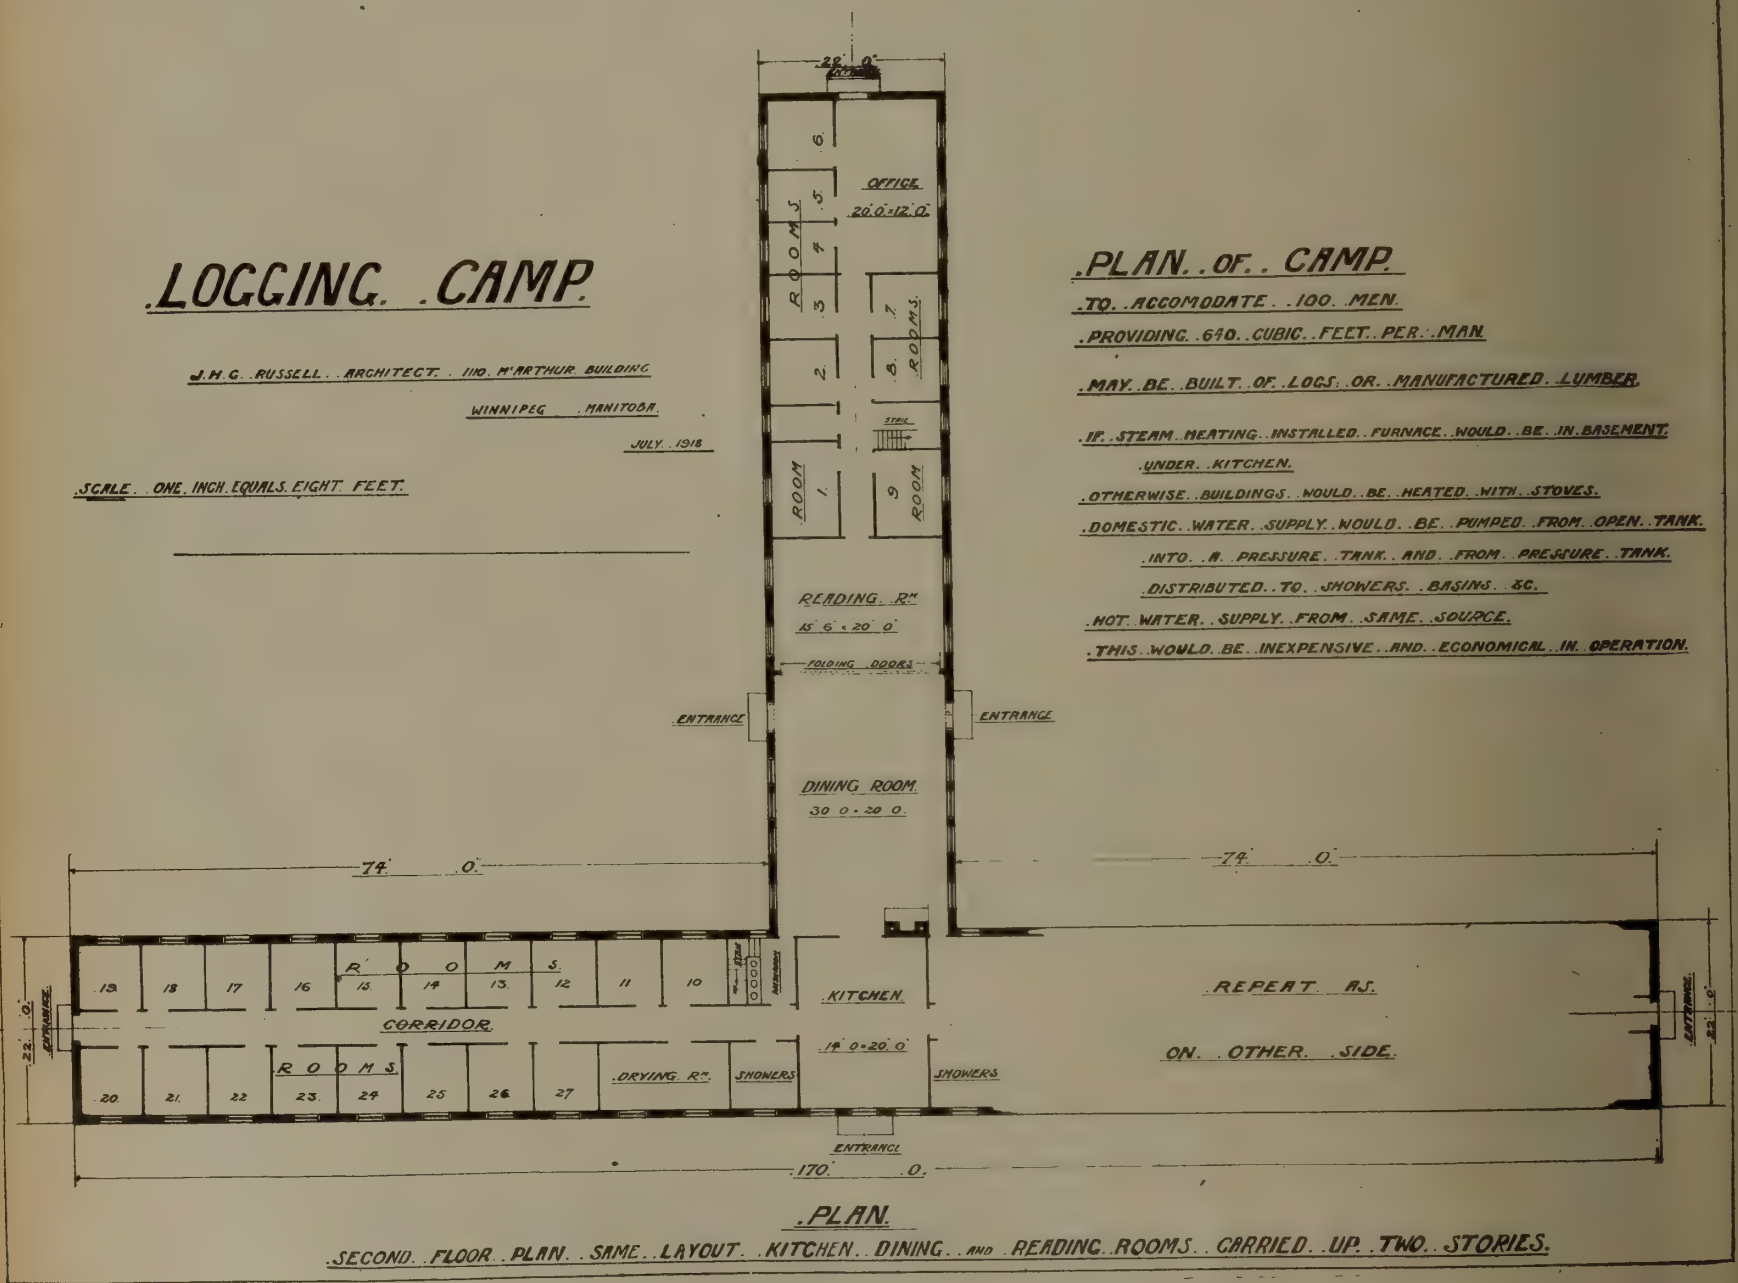 22' 0"
ENTRANCE
6.
5.
4
3
2.
ROOMS
OFFICE
20'.0"×12'.0"
7.
8.
ROOMS.
STAIR
ROOM
1.
9
ROOM
LOGGING CAMP.
J.H.G. RUSSELL. ARCHITECT. 1110. McARTHUR. BUILDING
WINNIPEG MANITOBA.
JULY 1918
SCALE. ONE INCH EQUALS EIGHT FEET.
PLAN. OF. CAMP.
TO. ACCOMODATE. 100. MEN.
PROVIDING. 640. CUBIC. FEET. PER. MAN
MAY. BE. BUILT. OF. LOGS. OR. MANUFACTURED. LUMBER.
IF. STEAM. HEATING. INSTALLED. FURNACE. WOULD. BE. IN. BASEMENT.
UNDER. KITCHEN.
OTHERWISE. BUILDINGS. WOULD. BE. HEATED. WITH. STOVES.
DOMESTIC. WATER. SUPPLY. WOULD. BE. PUMPED. FROM. OPEN. TANK.
INTO. A. PRESSURE. TANK. AND. FROM. PRESSURE. TANK.
DISTRIBUTED. TO. SHOWERS. BASINS. &C.
HOT. WATER. SUPPLY. FROM. SAME. SOURCE.
THIS. WOULD. BE. INEXPENSIVE. AND. ECONOMICAL. IN. OPERATION.
READING. RM
15' 6" × 20' 0"
FOLDING DOORS
ENTRANCE
ENTRANCE
DINING ROOM.
30 0 × 20 0.
74' 0"
74' 0"
ROOMS.
19.
18
17
16
15.
14
13.
12
11
10
STAIR
KITCHEN.
14' 0"×20' 0"
22' 0"
ENTRANCE.
CORRIDOR.
ROOMS.
20.
21.
22
23.
24
25
26
27
DRYING. RM.
SHOWERS
SHOWERS
REPEAT AS.
ON. OTHER. SIDE.
ENTRANCE.
22' 0"
ENTRANCE
170' 0.
PLAN.
SECOND. FLOOR. PLAN. SAME. LAYOUT. KITCHEN. DINING. AND READING. ROOMS. CARRIED. UP. TWO. STORIES.